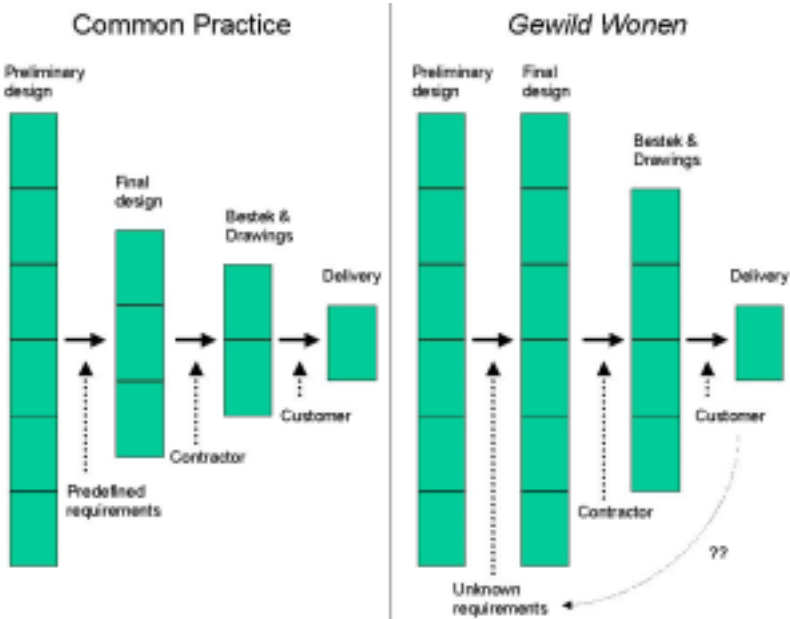 Common Practice
Preliminary
design
Final
design
Bestek &
Drawings
Delivery
Customer
Contractor
Predefined
requirements
Gewild Wonen
Preliminary
design
Final
design
Bestek &
Drawings
Delivery
Customer
Contractor
??
Unknown
requirements